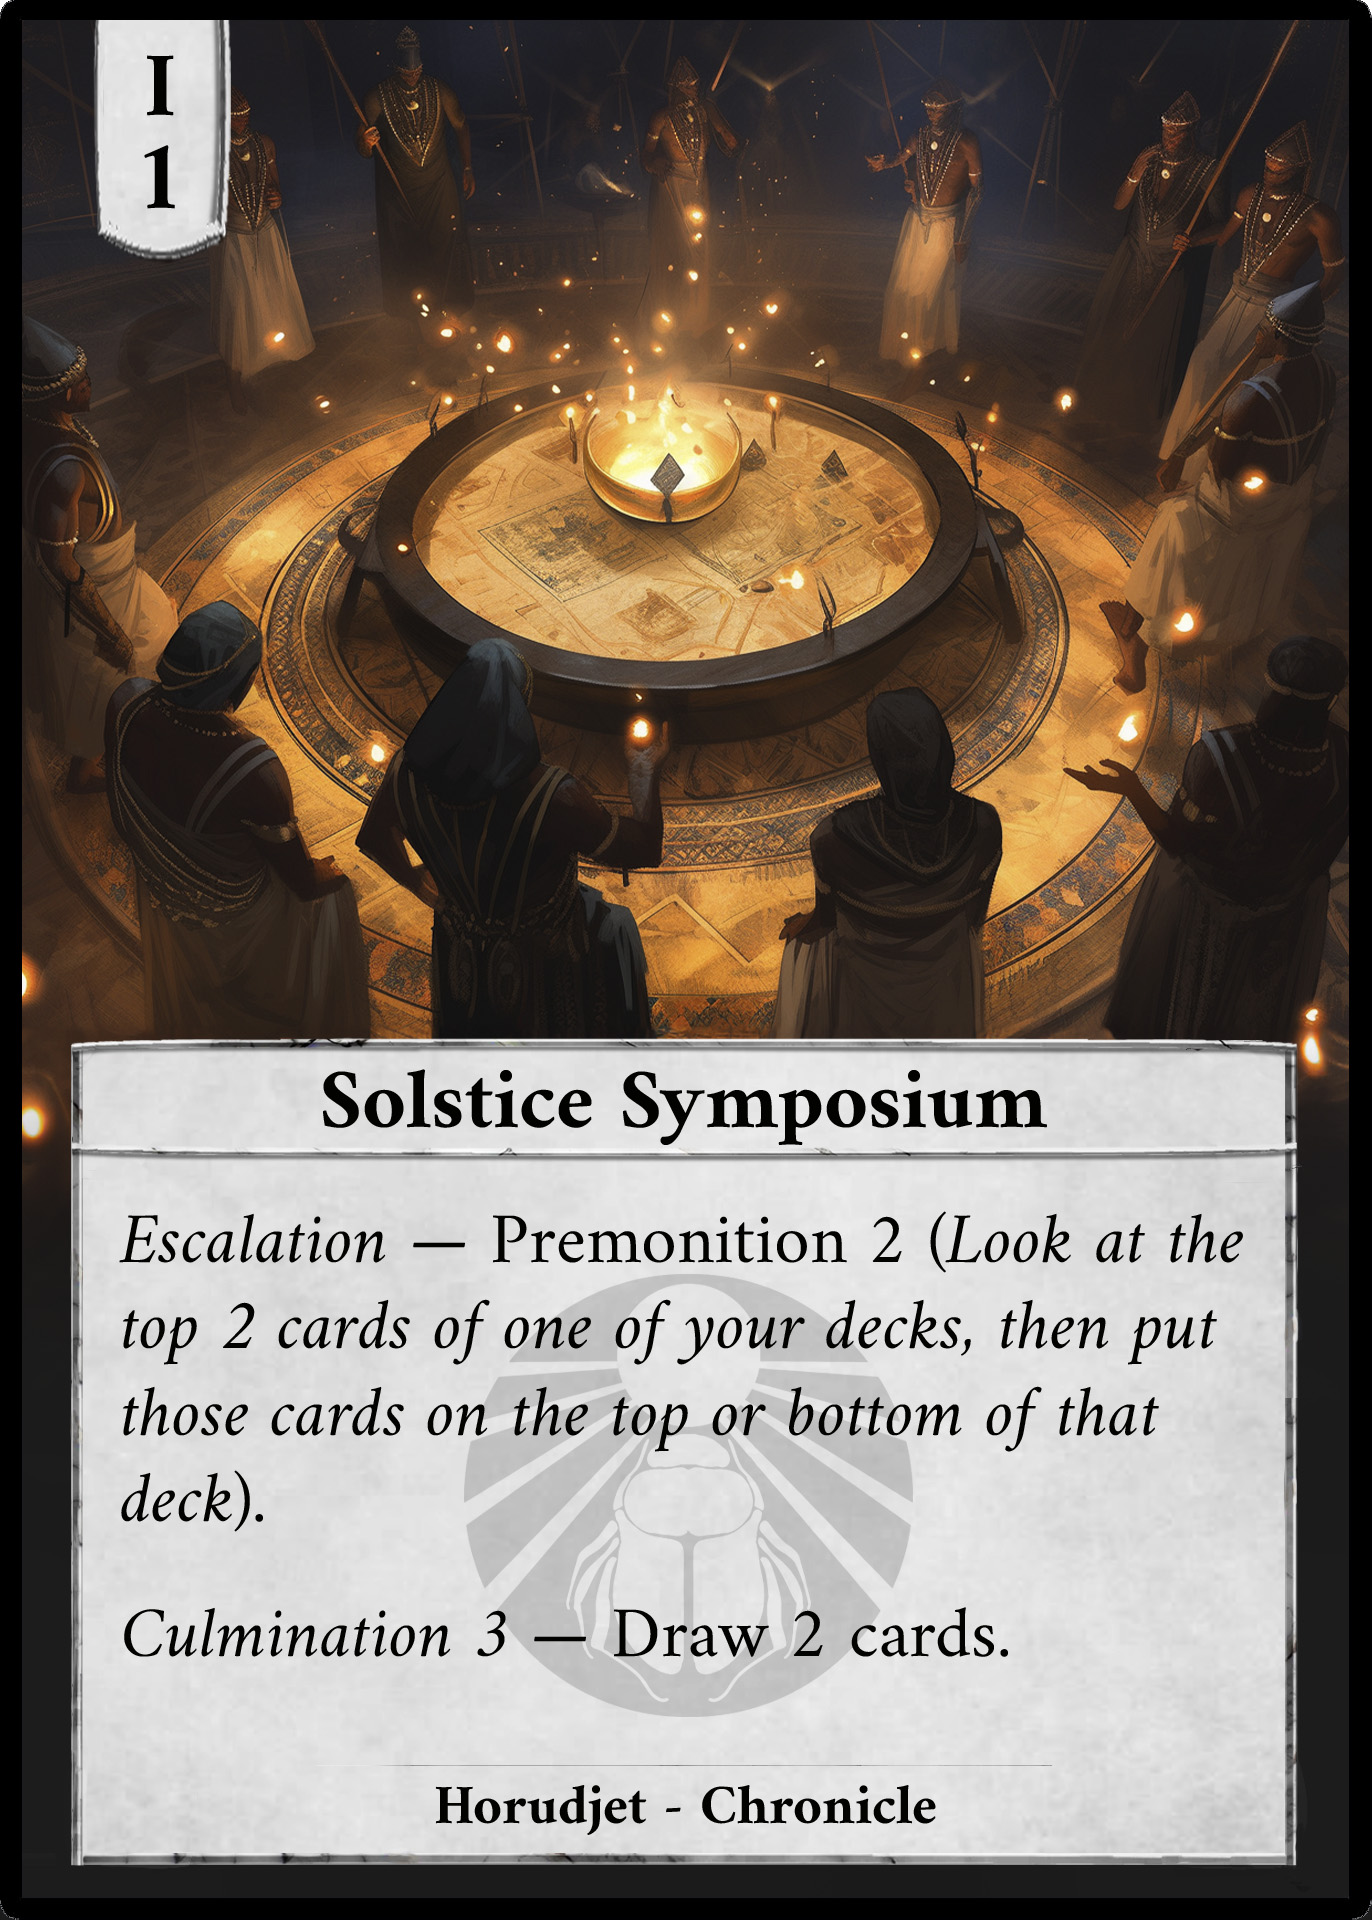 I
1
Solstice Symposium
Escalation — Premonition 2 (Look at the
top 2 cards of one of your decks, then put
those cards on the top or bottom of that
deck).
Culmination 3 — Draw 2 cards.
Horudjet - Chronicle